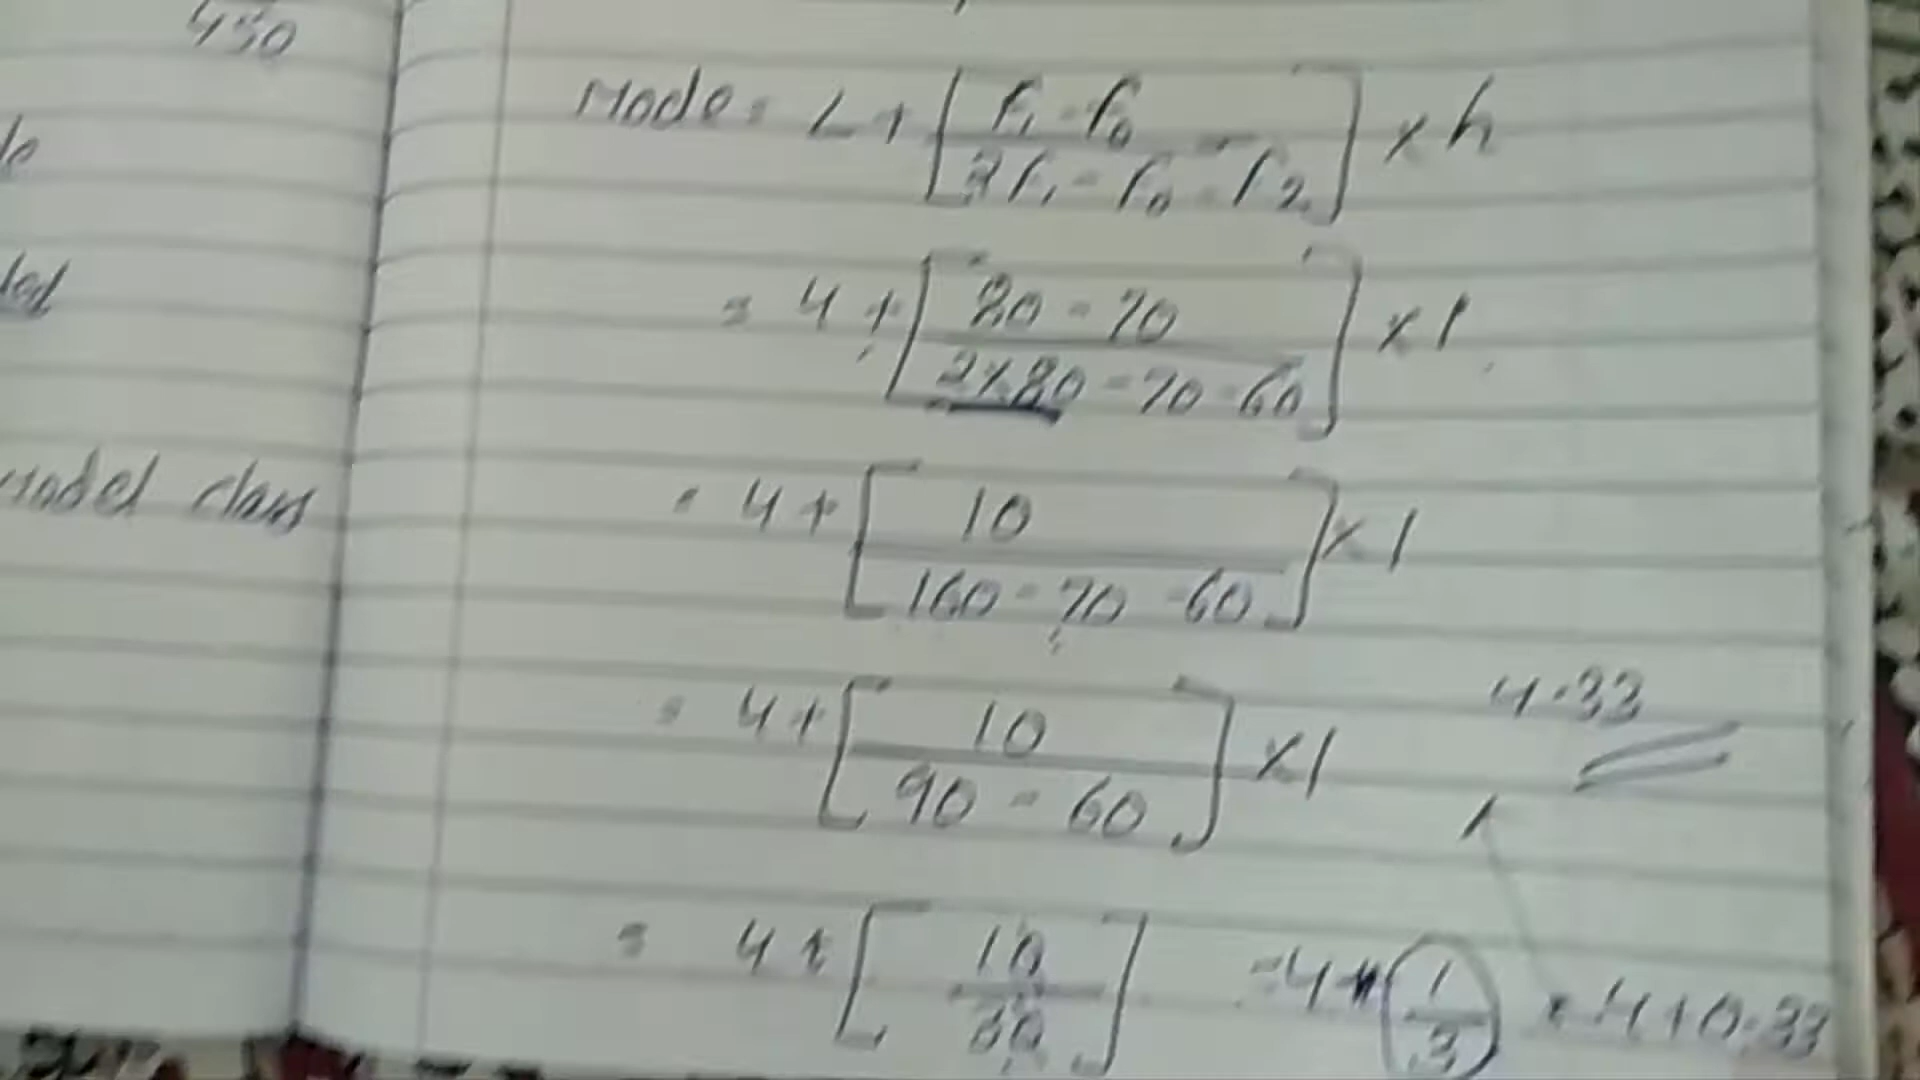 450
Mode = L + [ f₁ - f₀ / 2f₁ - f₀ - f₂ ] × h
= 4 + [ 80 - 70 / 2×80 - 70 - 60 ] × 1
Model class
= 4 + [ 10 / 160 - 70 - 60 ] × 1
= 4 + [ 10 / 90 - 60 ] × 1
4.33
= 4 + [ 10 / 30 ] = 4 + ( 1 / 3 ) = 4 + 0.33